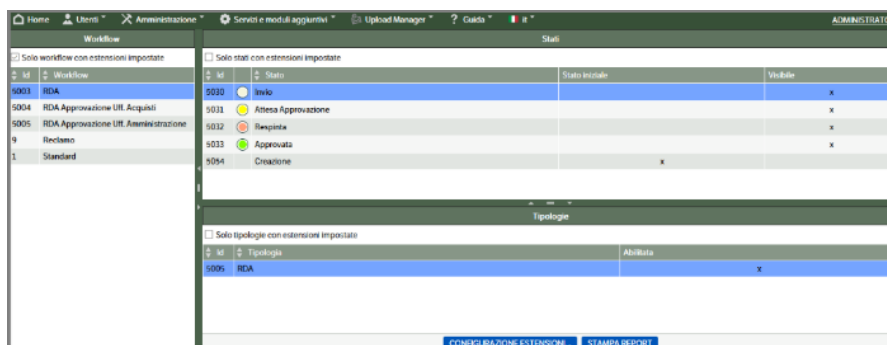 Home Utenti Amministrazione Servizi e moduli aggiuntivi Upload Manager ? Guida it ADMINISTRATO
Workflow
Solo workflow con estensioni impostate
Id Workflow
5003 RDA
5004 RDA Approvazione Uff. Acquisti
5005 RDA Approvazione Uff. Amministrazione
9 Reclamo
1 Standard
Stati
Solo stati con estensioni impostate
Id Stato Stato iniziale Visibile
5030 Invio x
5031 Attesa Approvazione x
5032 Respinta x
5033 Approvata x
5054 Creazione x
Tipologie
Solo tipologie con estensioni impostate
Id Tipologia Abilitata
5005 RDA x
CONFIGURAZIONE ESTENSIONI... STAMPA REPORT